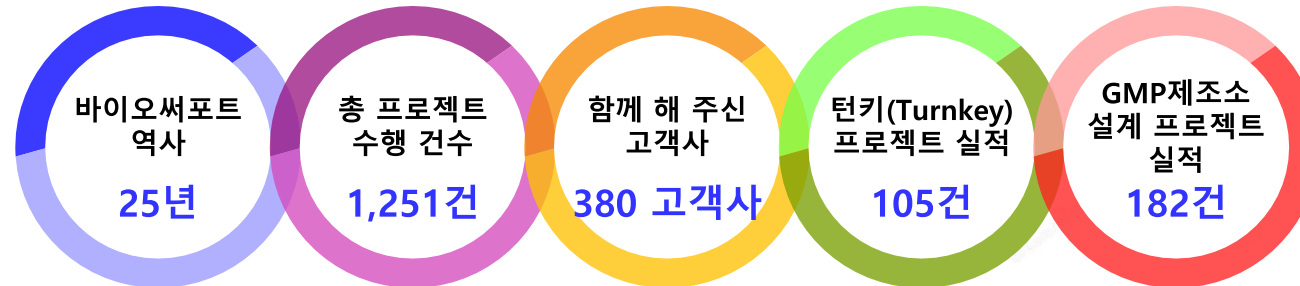 바이오써포트
역사
25년
총 프로젝트
수행 건수
1,251건
함께 해 주신
고객사
380 고객사
턴키(Turnkey)
프로젝트 실적
105건
GMP제조소
설계 프로젝트
실적
182건